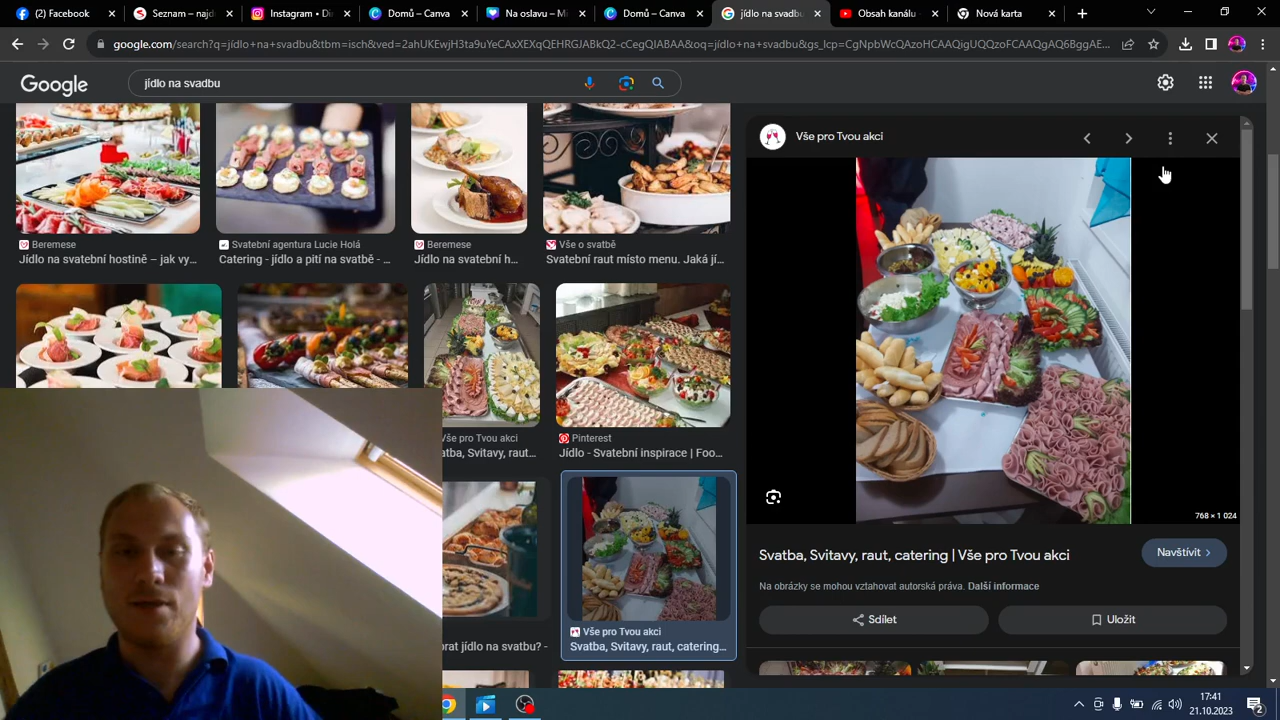 (2) Facebook
Seznam – najd
Instagram • Di
Domů – Canva
Na oslavu – Mi
Domů – Canva
jídlo na svadbu
Obsah kanálu –
Nová karta
google.com/search?q=jídlo+na+svadbu&tbm=isch&ved=2ahUKEwjH3ta9uYeCAxXEXqQEHRGJABkQ2-cCegQIABAA&oq=jídlo+na+svadbu&gs_lcp=CgNpbWcQAzoHCAAQigUQQzoFCAAQgAQ6BggAE...
Google
jídlo na svadbu
Vše pro Tvou akci
Beremese
Jídlo na svatební hostině – jak vy...
Svatební agentura Lucie Holá
Catering - jídlo a pití na svatbě - ...
Beremese
Jídlo na svatební h...
Vše o svatbě
Svatební raut místo menu. Jaká jí...
Vše pro Tvou akci
atba, Svitavy, raut...
Pinterest
Jídlo - Svatební inspirace | Foo...
768 × 1 024
Svatba, Svitavy, raut, catering | Vše pro Tvou akci
Navštívit
Na obrázky se mohou vztahovat autorská práva. Další informace
Sdílet
Uložit
Vše pro Tvou akci
rat jídlo na svatbu? -
Svatba, Svitavy, raut, catering...
17:41
21.10.2023
2